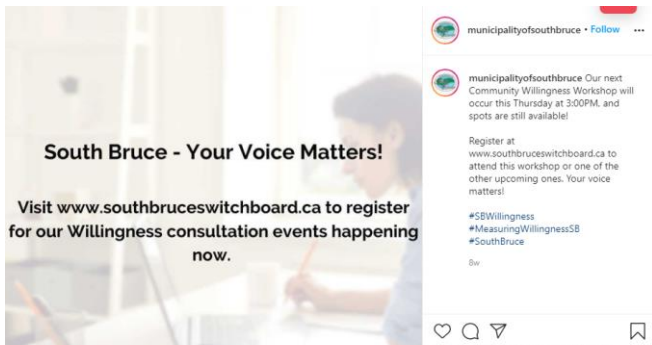 South Bruce - Your Voice Matters!
Visit www.southbruceswitchboard.ca to register
for our Willingness consultation events happening
now.
municipalityofsouthbruce • Follow
municipalityofsouthbruce Our next
Community Willingness Workshop will
occur this Thursday at 3:00PM, and
spots are still available!
Register at
www.southbruceswitchboard.ca to
attend this workshop or one of the
other upcoming ones. Your voice
matters!
#SBWillingness
#MeasuringWillingnessSB
#SouthBruce
8w